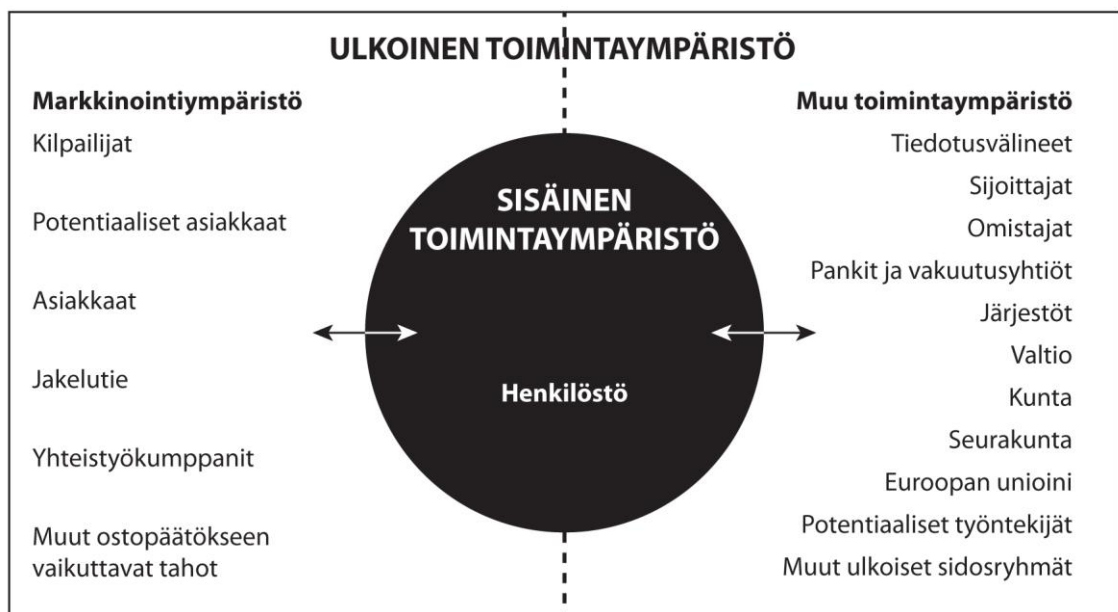 ULKOINEN TOIMINTAYMPÄRISTÖ
Markkinointiympäristö
Kilpailijat
Potentiaaliset asiakkaat
Asiakkaat
Jakelutie
Yhteistyökumppanit
Muut ostopäätökseen
vaikuttavat tahot
SISÄINEN
TOIMINTAYMPÄRISTÖ
Henkilöstö
Muu toimintaympäristö
Tiedotusvälineet
Sijoittajat
Omistajat
Pankit ja vakuutusyhtiöt
Järjestöt
Valtio
Kunta
Seurakunta
Euroopan unioini
Potentiaaliset työntekijät
Muut ulkoiset sidosryhmät